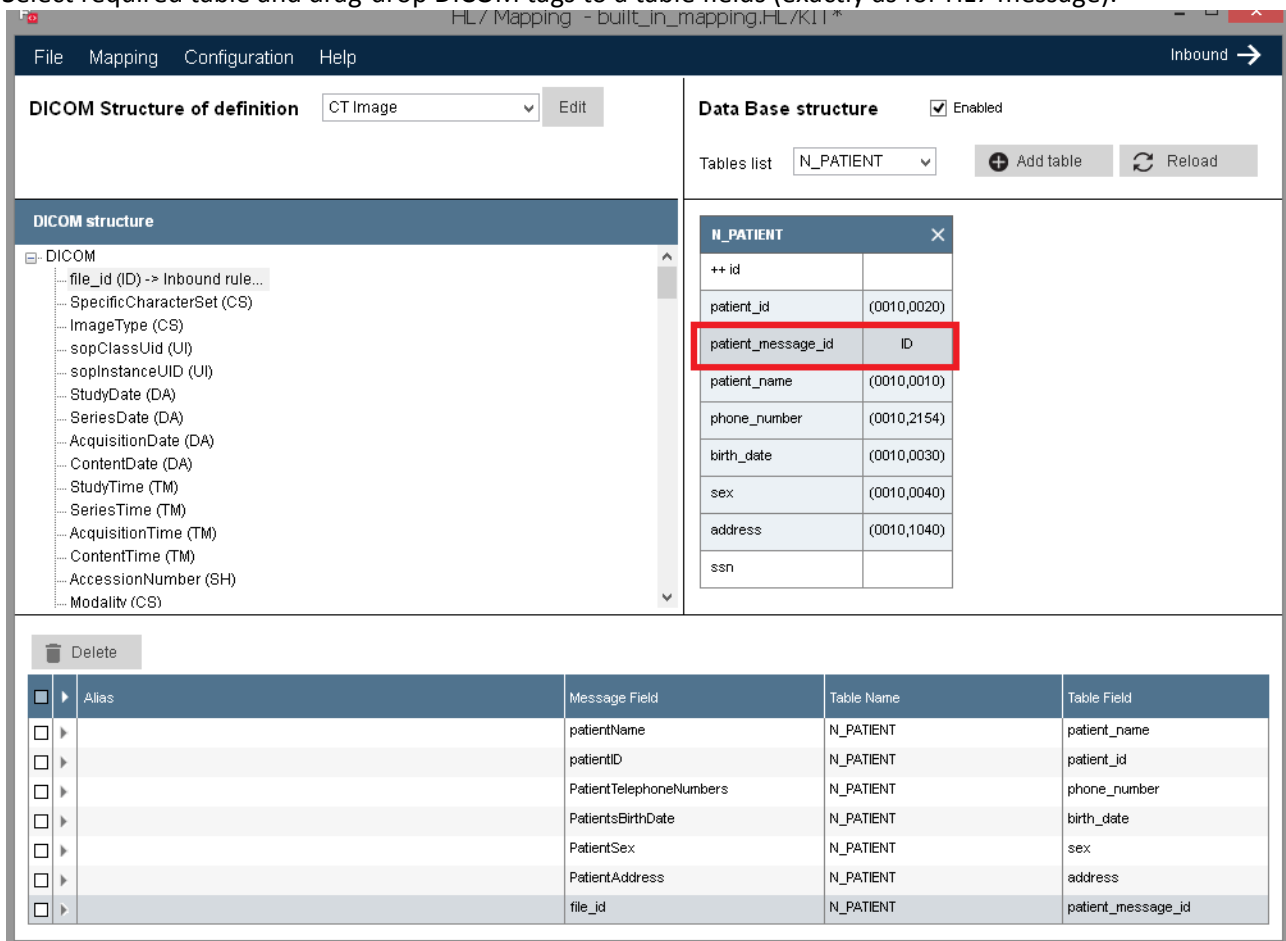 Select required table and drag-drop DICOM tags to a table fields (exactly as for HL7 message).
HL7 Mapping - built_in_mapping.HL7KIT*
File Mapping Configuration Help Inbound
DICOM Structure of definition CT Image Edit
Data Base structure Enabled
Tables list N_PATIENT Add table Reload
DICOM structure
DICOM
file_id (ID) -> Inbound rule...
SpecificCharacterSet (CS)
ImageType (CS)
sopClassUid (UI)
sopInstanceUID (UI)
StudyDate (DA)
SeriesDate (DA)
AcquisitionDate (DA)
ContentDate (DA)
StudyTime (TM)
SeriesTime (TM)
AcquisitionTime (TM)
ContentTime (TM)
AccessionNumber (SH)
Modality (CS)
N_PATIENT
++ id
patient_id (0010,0020)
patient_message_id ID
patient_name (0010,0010)
phone_number (0010,2154)
birth_date (0010,0030)
sex (0010,0040)
address (0010,1040)
ssn
Delete
Alias Message Field Table Name Table Field
patientName N_PATIENT patient_name
patientID N_PATIENT patient_id
PatientTelephoneNumbers N_PATIENT phone_number
PatientsBirthDate N_PATIENT birth_date
PatientSex N_PATIENT sex
PatientAddress N_PATIENT address
file_id N_PATIENT patient_message_id